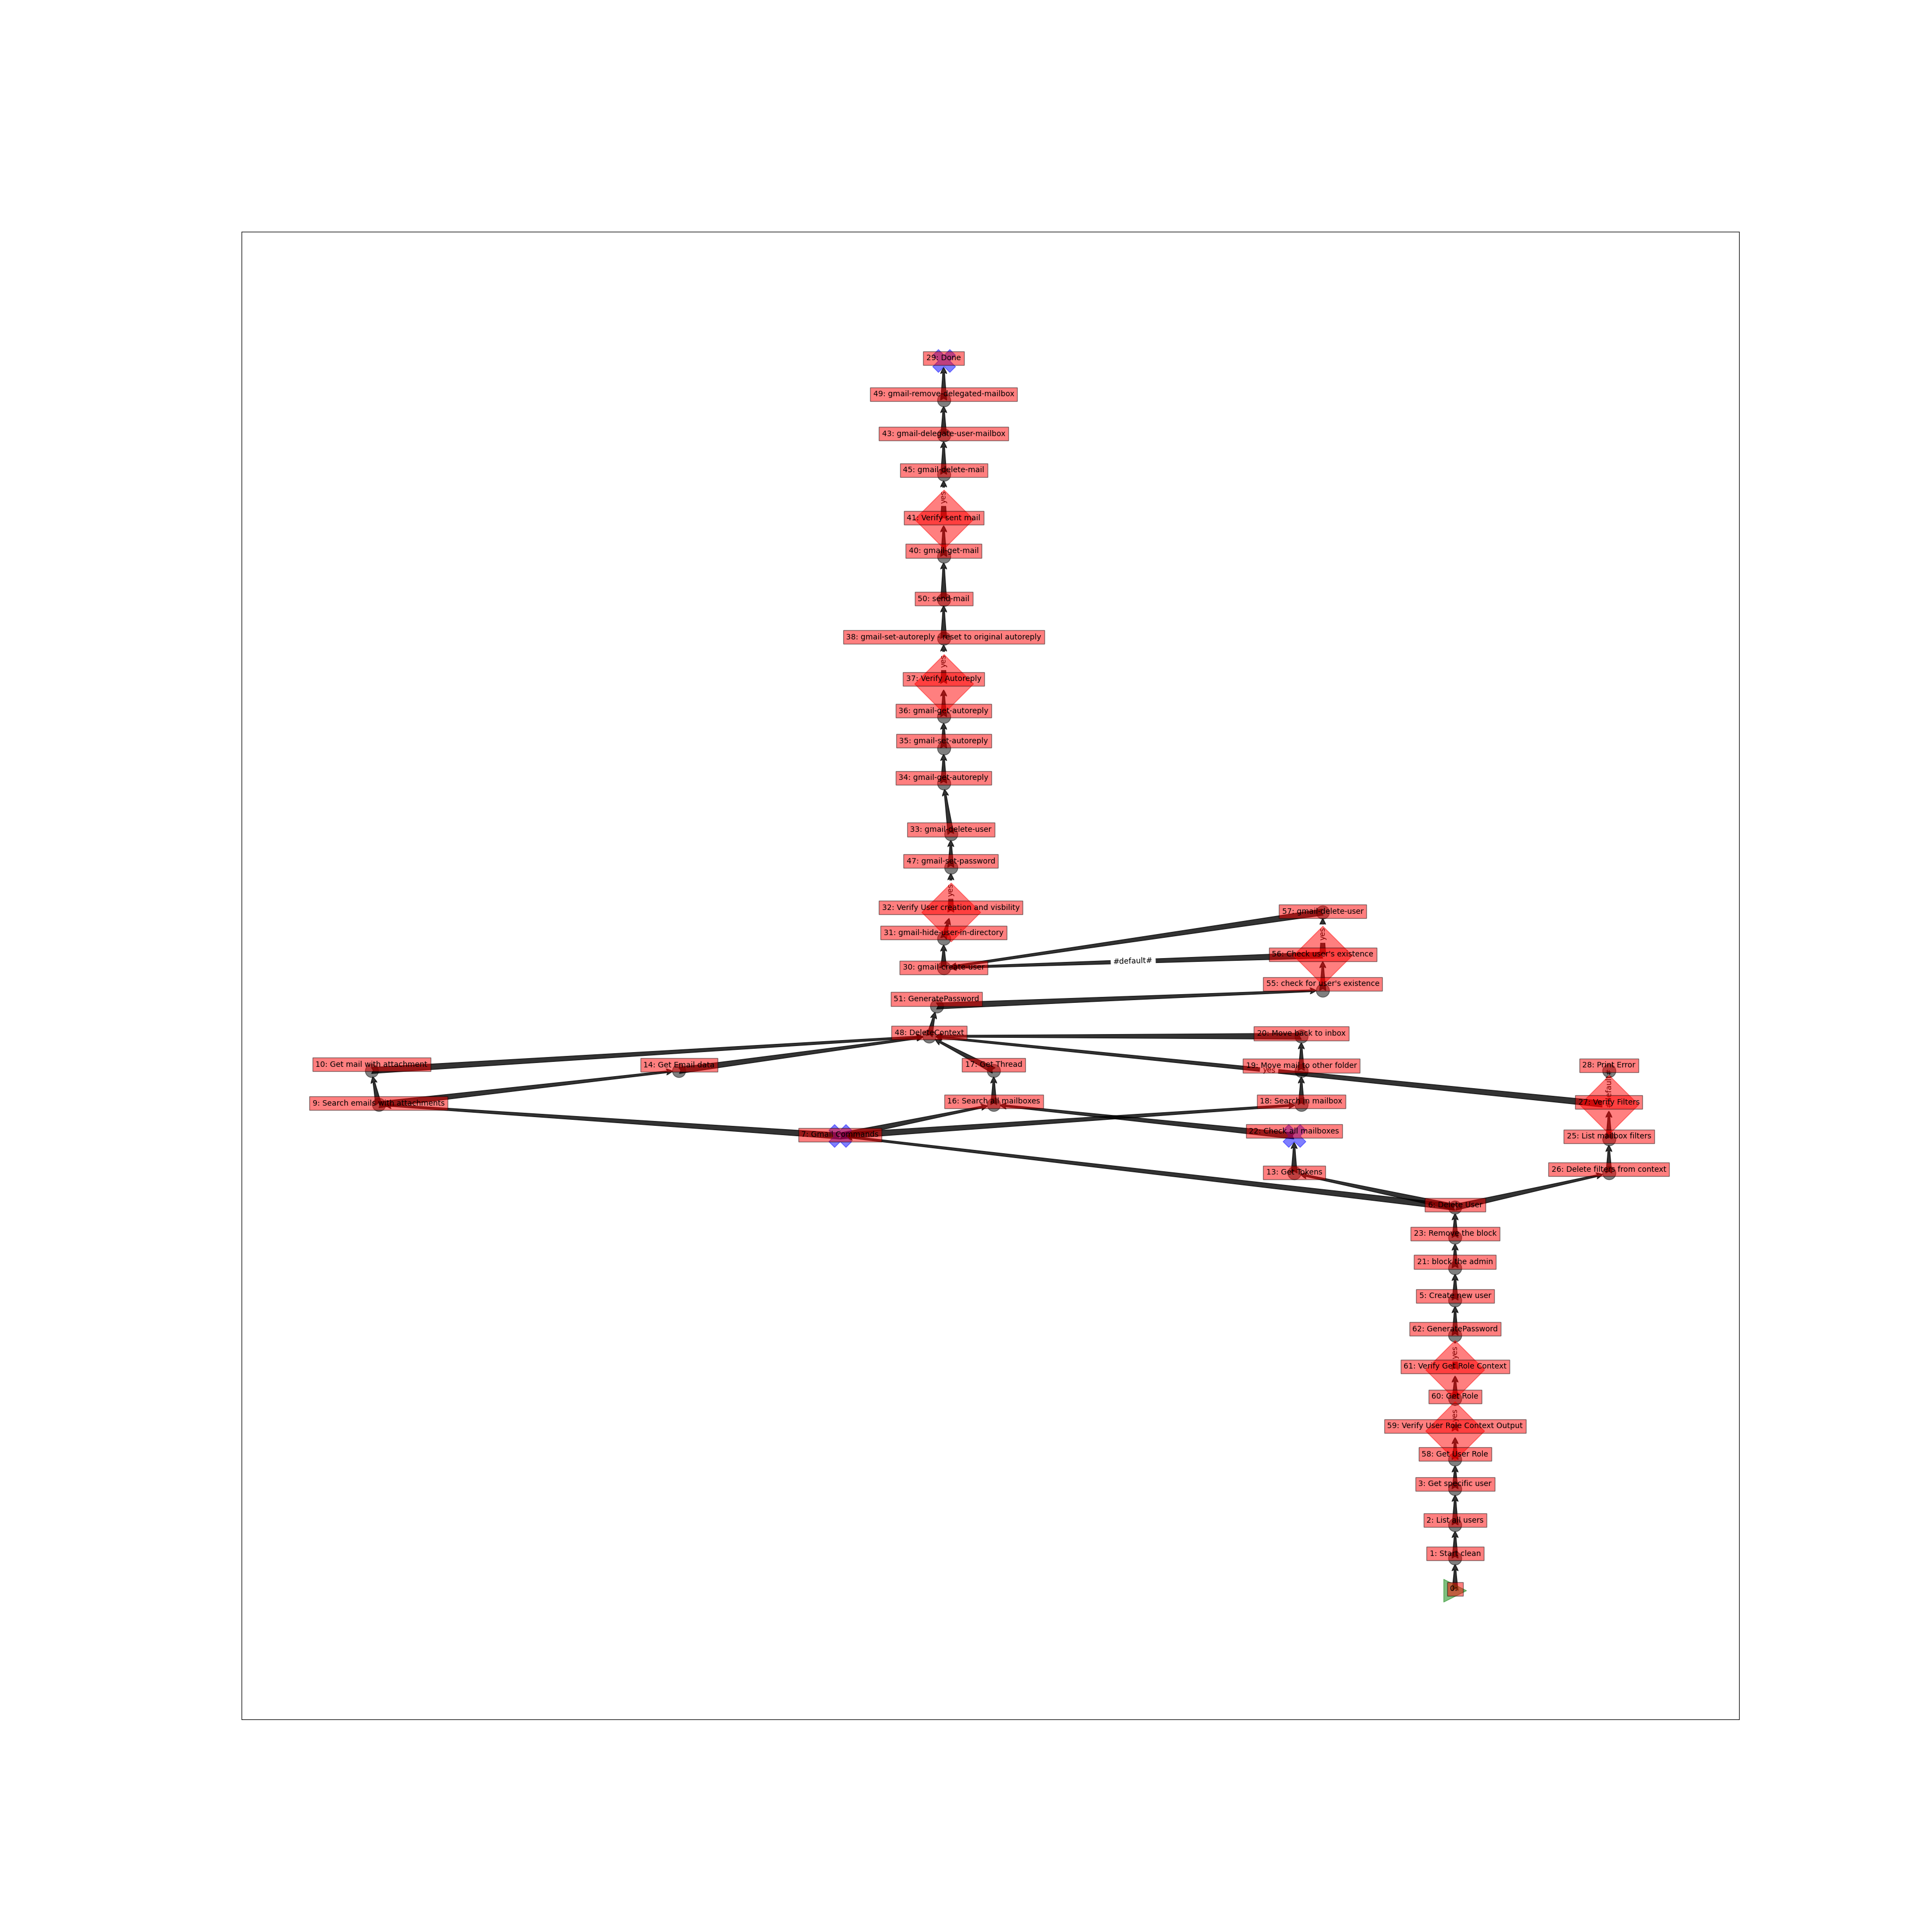 29: Done
49: gmail-remove-delegated-mailbox
43: gmail-delegate-user-mailbox
45: gmail-delete-mail
yes
41: Verify sent mail
40: gmail-get-mail
50: send-mail
38: gmail-set-autoreply - reset to original autoreply
yes
37: Verify Autoreply
36: gmail-get-autoreply
35: gmail-set-autoreply
34: gmail-get-autoreply
33: gmail-delete-user
47: gmail-set-password
yes
32: Verify User creation and visbility
57: gmail-delete-user
31: gmail-hide-user-in-directory
yes
56: Check user's existence
#default#
30: gmail-create-user
55: check for user's existence
51: GeneratePassword
48: DeleteContext
20: Move back to inbox
10: Get mail with attachment
14: Get Email data
17: Get Thread
19: Move mail to other folder
yes
28: Print Error
#default#
9: Search emails with attachments
16: Search all mailboxes
18: Search in mailbox
27: Verify Filters
7: Gmail Commands
22: Check all mailboxes
25: List mailbox filters
13: Get tokens
26: Delete filters from context
Delete User
23: Remove the block
21: block the admin
5: Create new user
62: GeneratePassword
yes
61: Verify Get Role Context
60: Get Role
yes
59: Verify User Role Context Output
58: Get User Role
3: Get specific user
2: List all users
1: Start clean
0: